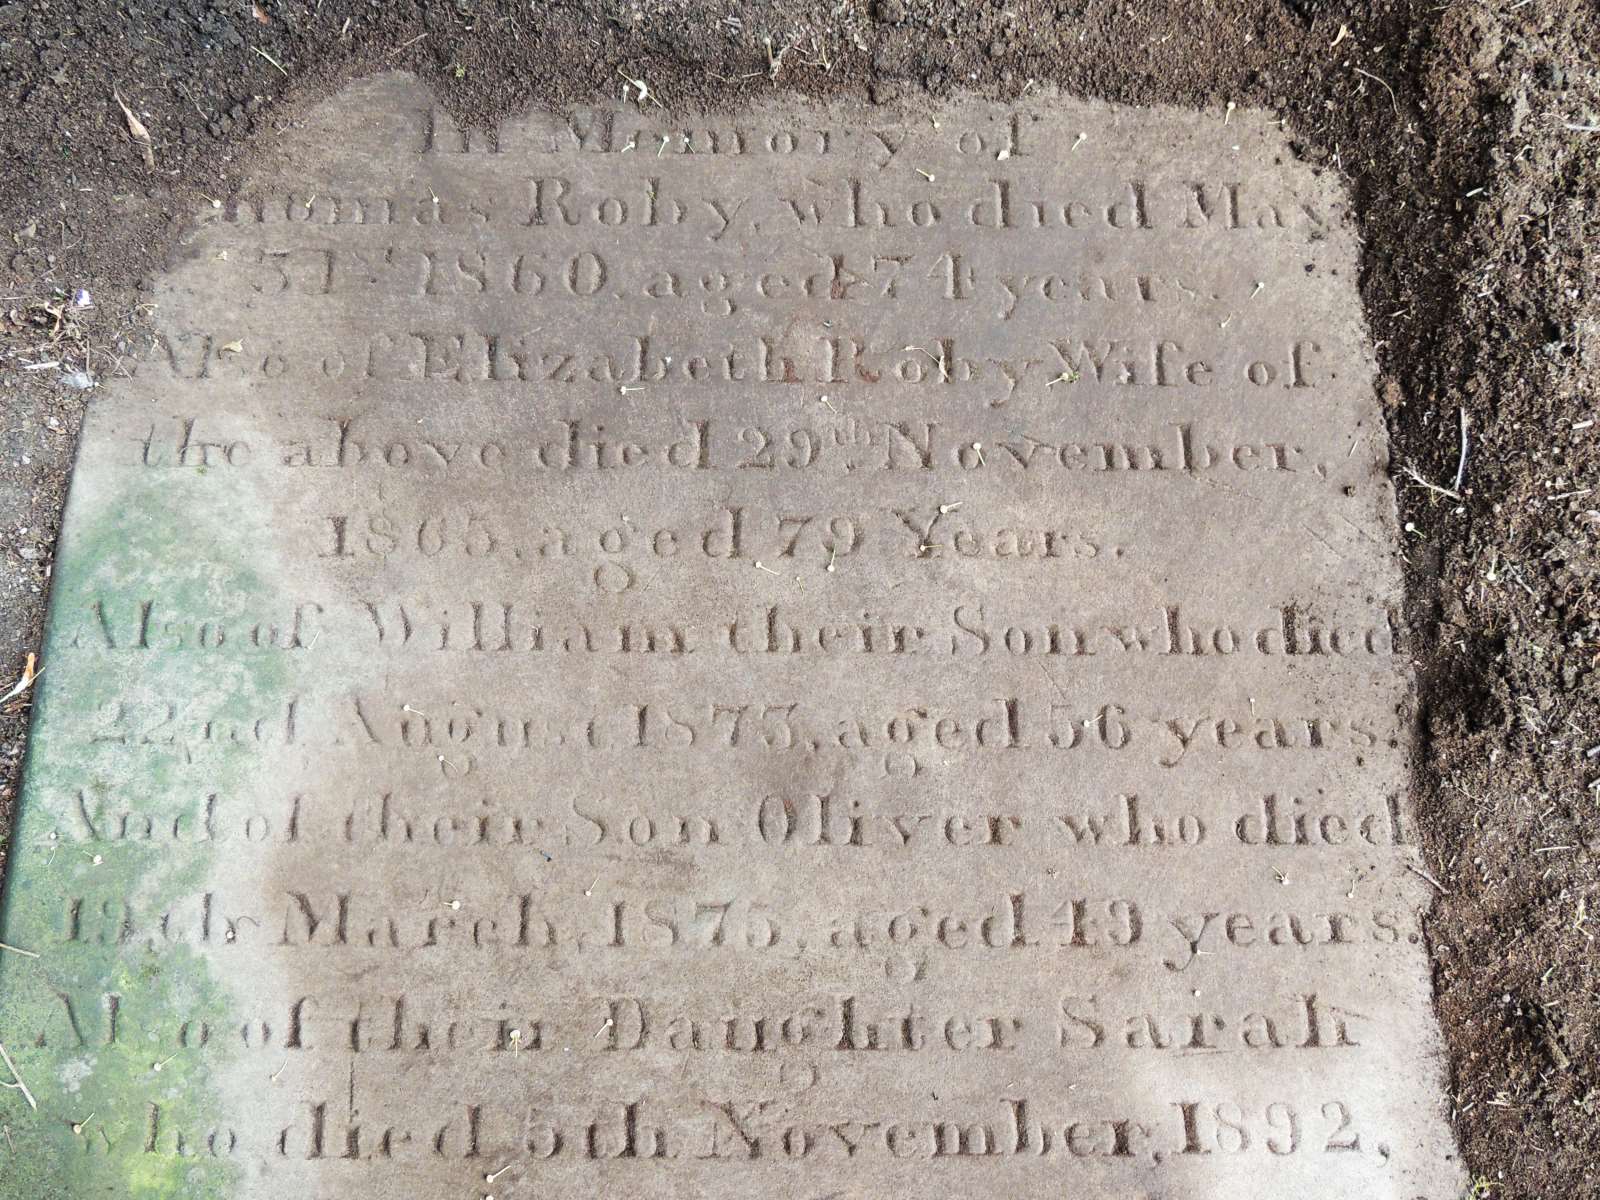 In Memory of
Thomas Roby, who died May
31st 1860, aged 74 years.
Also of Elizabeth Roby Wife of
the above died 29th November,
1865, aged 79 Years.
Also of William their Son who died
22nd August, 1873, aged 56 years.
And of their Son Oliver who died
19th March, 1875, aged 49 years.
Also of their Daughter Sarah
who died 5th November, 1892,